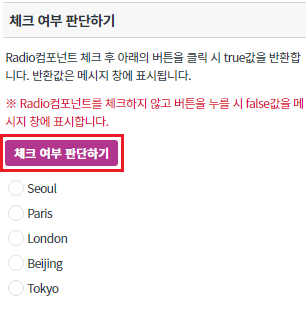 체크 여부 판단하기
Radio컴포넌트 체크 후 아래의 버튼을 클릭 시 true값을 반환합
니다. 반환값은 메시지 창에 표시됩니다.
※ Radio컴포넌트를 체크하지 않고 버튼을 누를 시 false값을 메
시지 창에 표시합니다.
체크 여부 판단하기
Seoul
Paris
London
Beijing
Tokyo